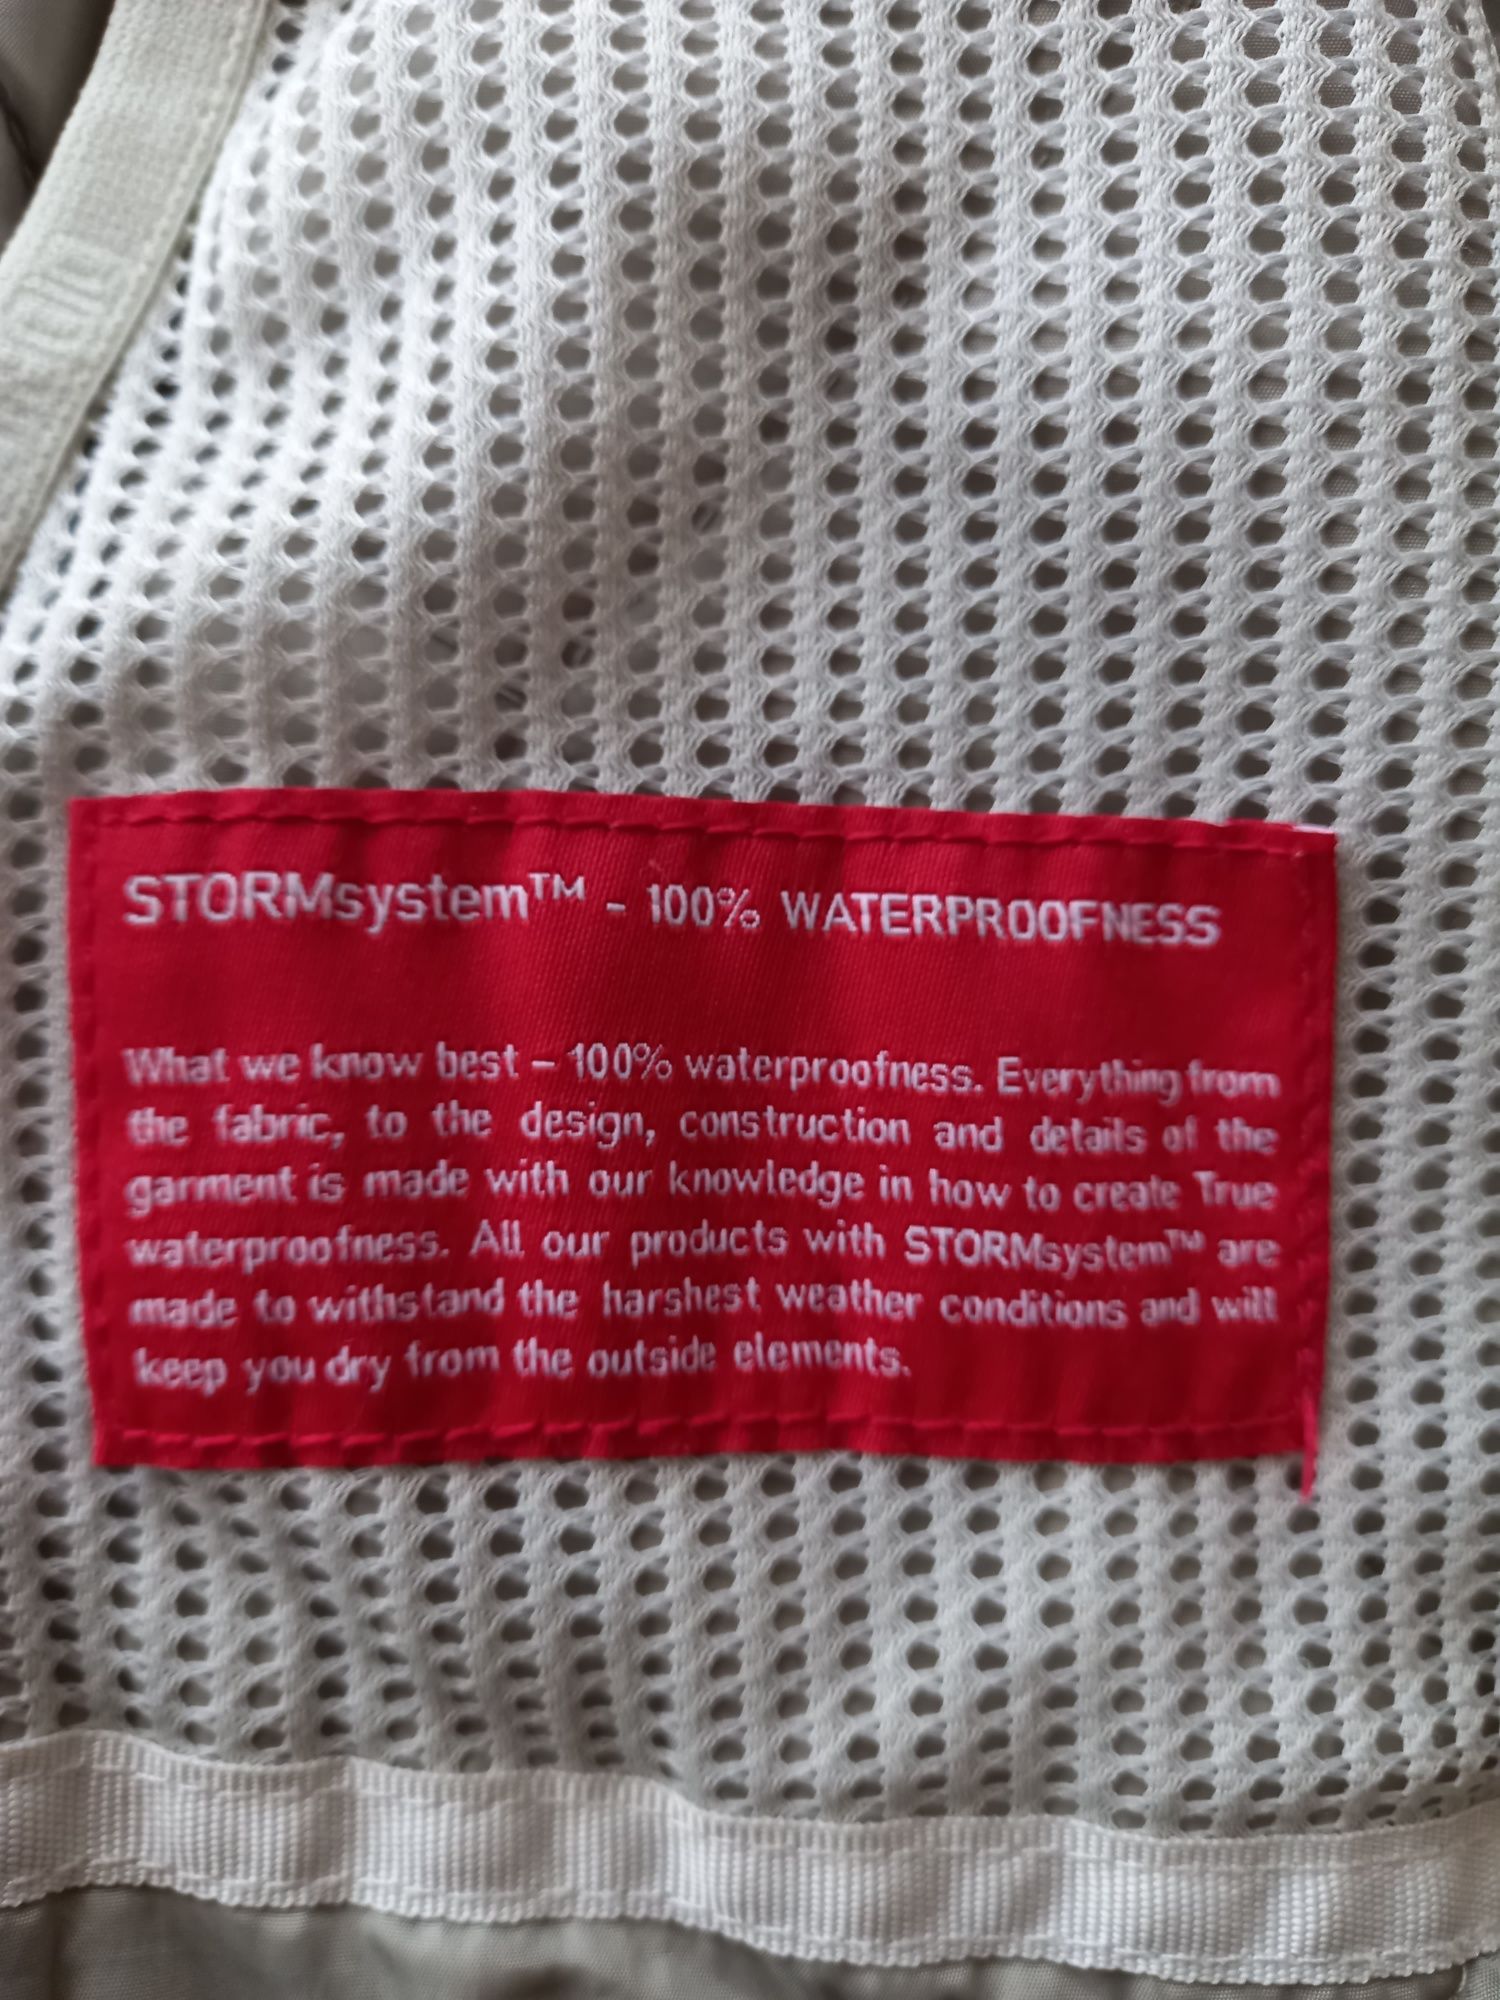 STORMsystem™ - 100% WATERPROOFNESS
What we know best – 100% waterproofness. Everything from
the fabric, to the design, construction and details of the
garment is made with our knowledge in how to create True
waterproofness. All our products with STORMsystem™ are
made to withstand the harshest weather conditions and will
keep you dry from the outside elements.